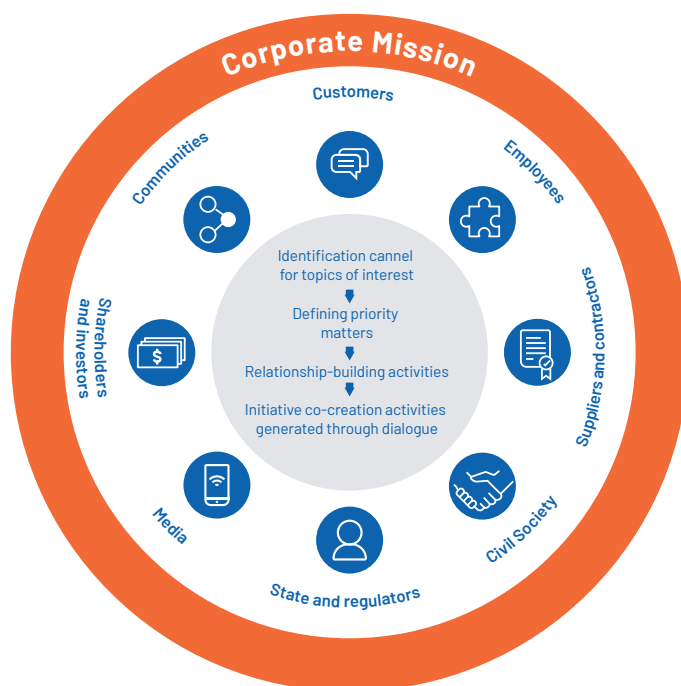 Corporate Mission
Customers
Employees
Suppliers and contractors
Civil Society
State and regulators
Media
Shareholders
and investors
Communities
Identification cannel
for topics of interest
Defining priority
matters
Relationship-building activities
Initiative co-creation activities
generated through dialogue
$